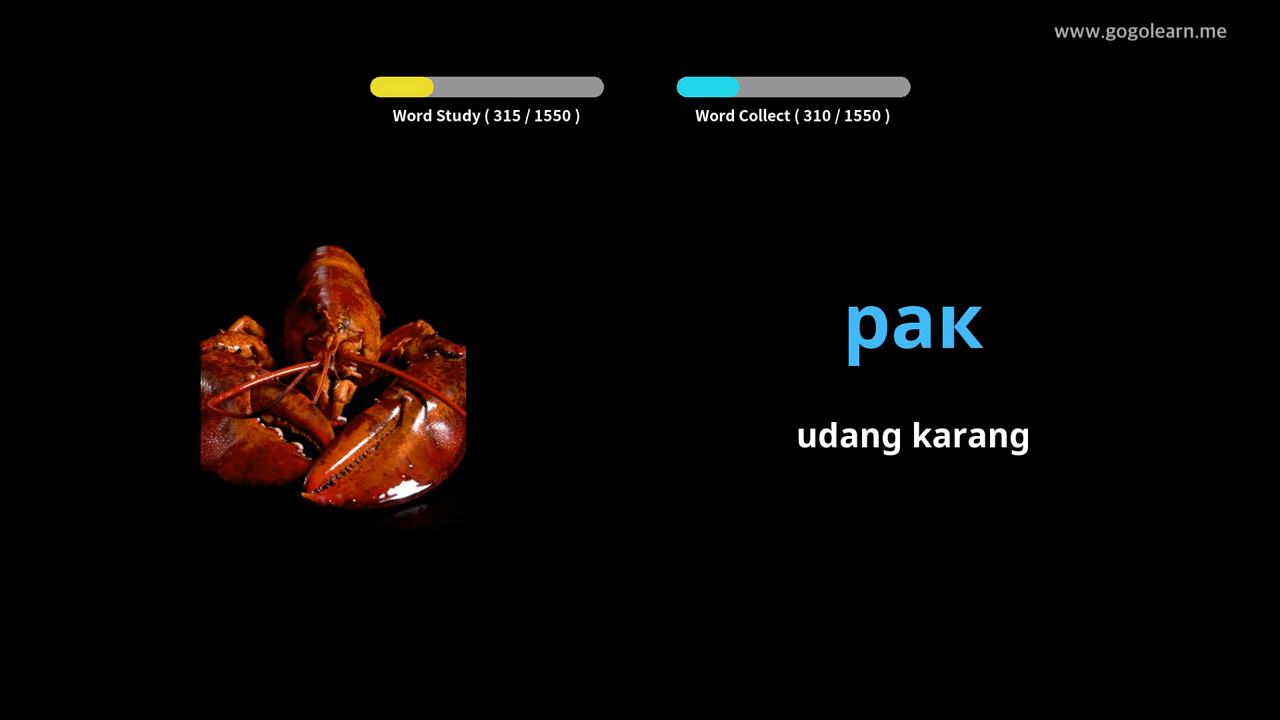 www.gogolearn.me
Word Study ( 315 / 1550 )
Word Collect ( 310 / 1550 )
рак
udang karang